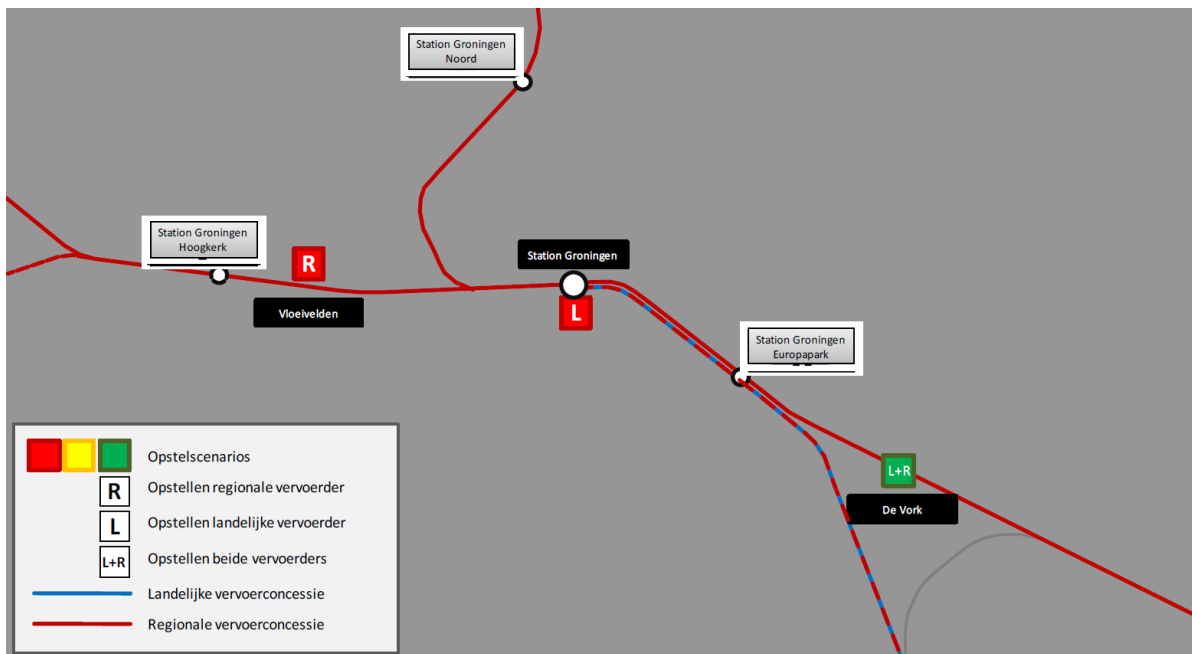 Station Groningen
Noord
Station Groningen
Hoogkerk
R
Vloeivelden
Station Groningen
L
Station Groningen
Europapark
L+R
De Vork
Opstelscenarios
R
Opstellen regionale vervoerder
L
Opstellen landelijke vervoerder
L+R
Opstellen beide vervoerders
Landelijke vervoerconcessie
Regionale vervoerconcessie